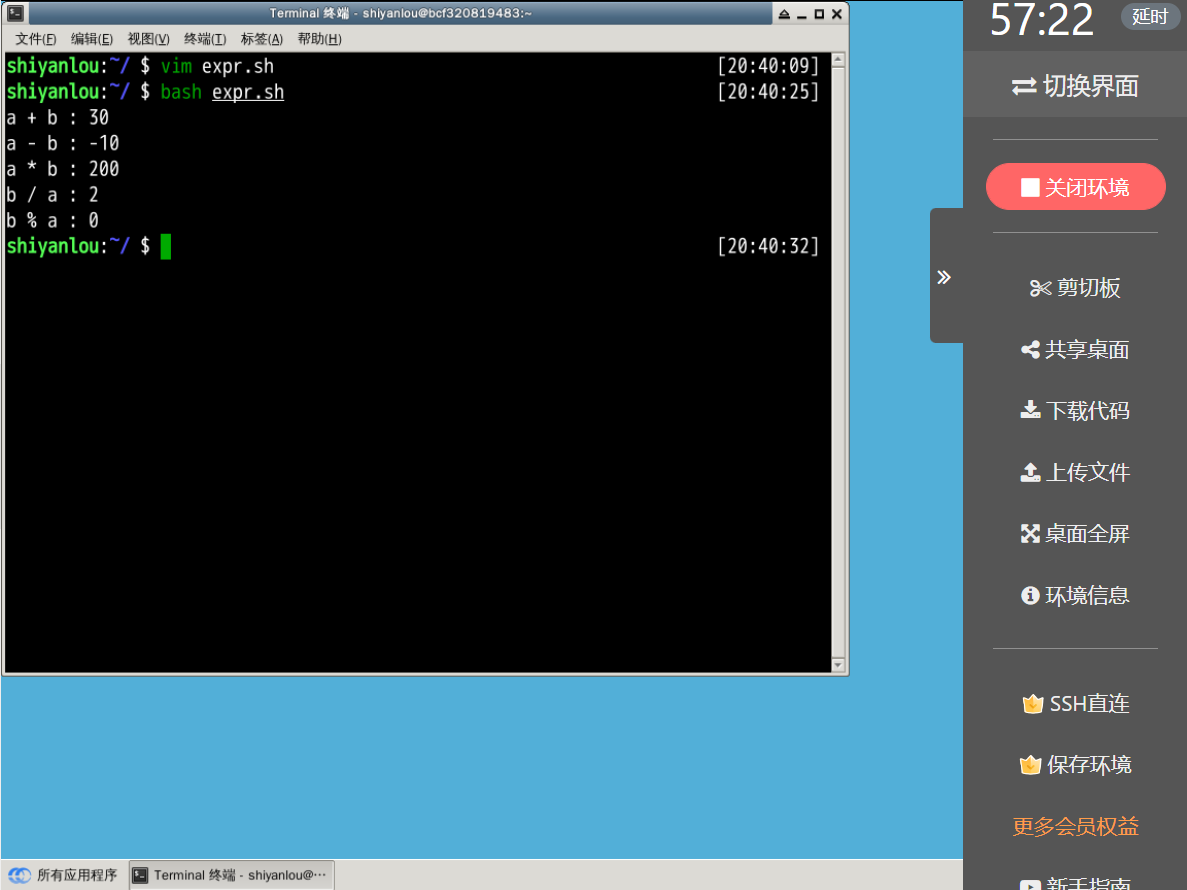 Terminal 终端 - shiyanlou@bcf320819483:~
文件(F) 编辑(E) 视图(V) 终端(T) 标签(A) 帮助(H)
shiyanlou:~/ $ vim expr.sh [20:40:09]
shiyanlou:~/ $ bash expr.sh [20:40:25]
a + b : 30
a - b : -10
a * b : 200
b / a : 2
b % a : 0
shiyanlou:~/ $ [20:40:32]
所有应用程序
Terminal 终端 - shiyanlou@···
57:22
延时
切换界面
关闭环境
剪切板
共享桌面
下载代码
上传文件
桌面全屏
环境信息
SSH直连
保存环境
更多会员权益
新手指南